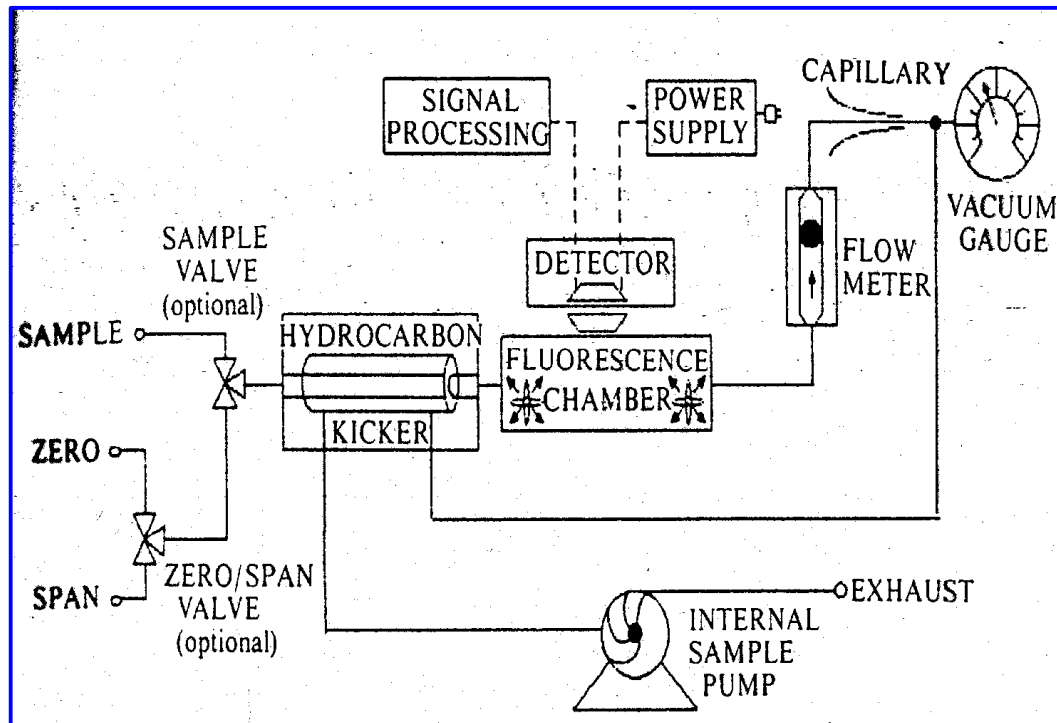 SIGNAL
PROCESSING
POWER
SUPPLY
CAPILLARY
VACUUM
GAUGE
FLOW
METER
DETECTOR
SAMPLE
VALVE
(optional)
SAMPLE
HYDROCARBON
KICKER
FLUORESCENCE
CHAMBER
ZERO
SPAN
ZERO/SPAN
VALVE
(optional)
EXHAUST
INTERNAL
SAMPLE
PUMP